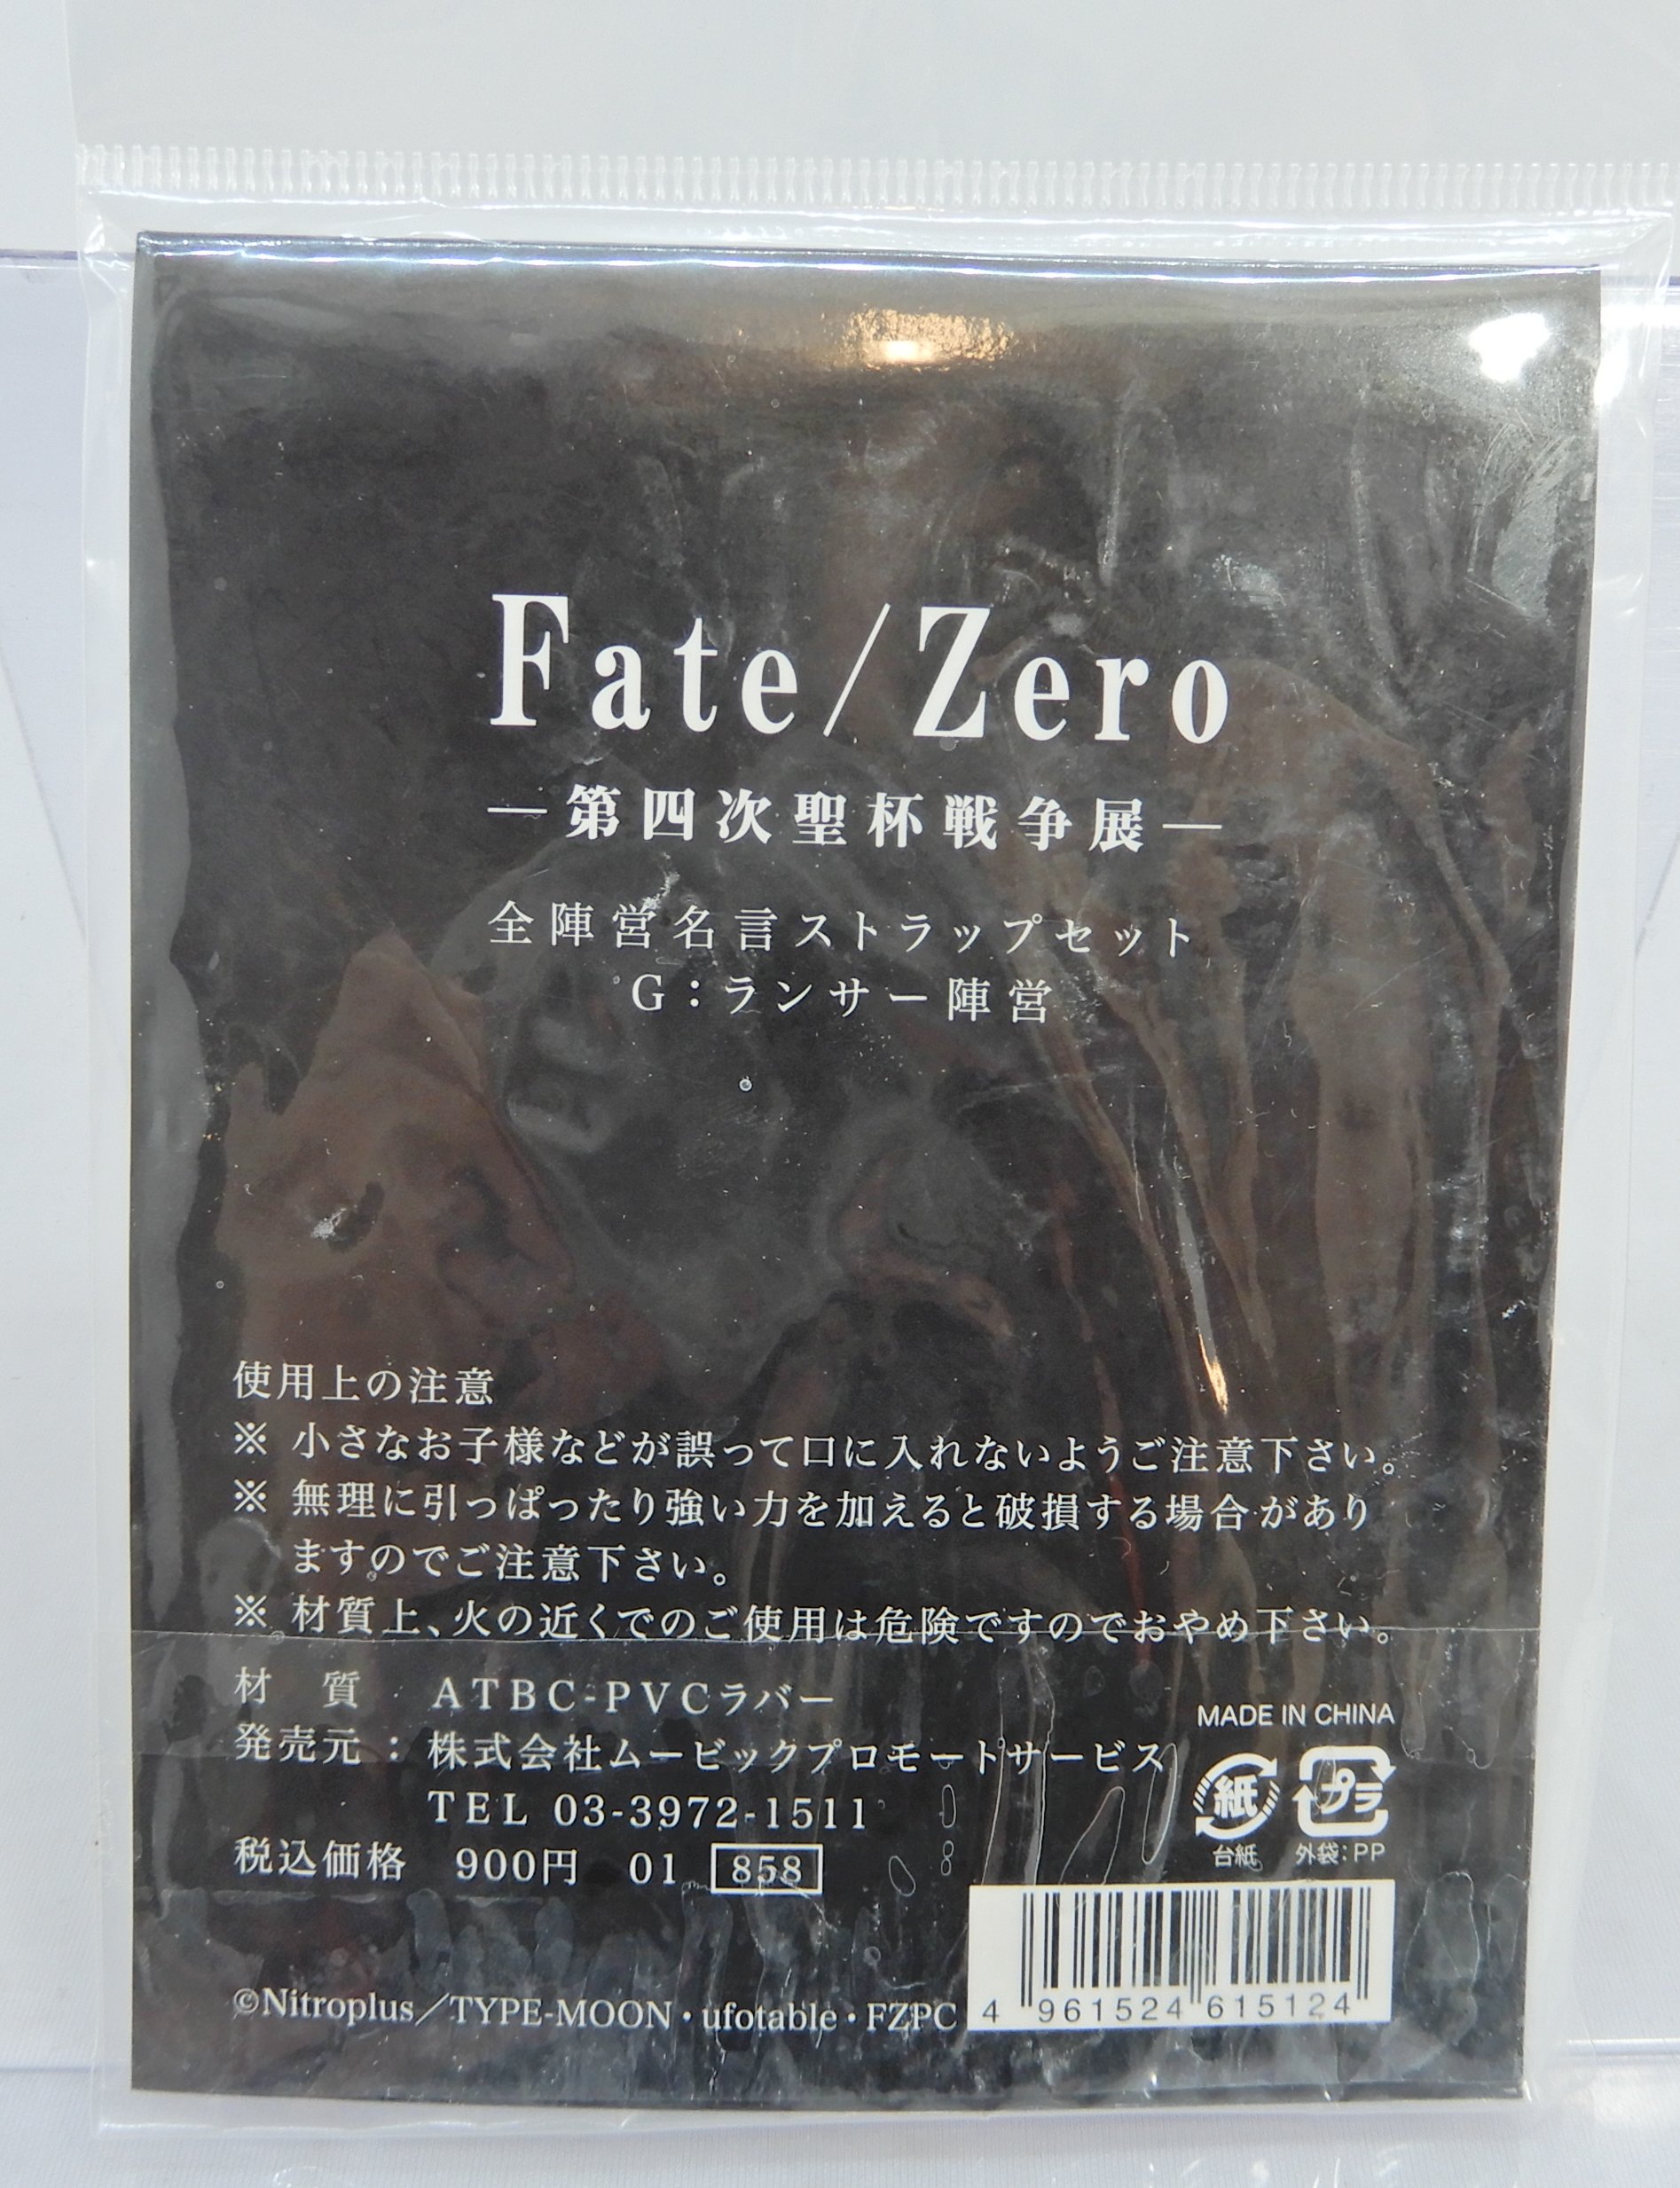 Fate/Zero
―第四次聖杯戦争展―
全陣営名言ストラップセット
G：ランサー陣営
使用上の注意
※ 小さなお子様などが誤って口に入れないようご注意下さい。
※ 無理に引っぱったり強い力を加えると破損する場合があり
ますのでご注意下さい。
※ 材質上、火の近くでのご使用は危険ですのでおやめ下さい。
材　質：ATBC-PVCラバー
発売元：株式会社ムービックプロモートサービス
TEL 03-3972-1511
税込価格　900円　01　858
MADE IN CHINA
紙 プラ
台紙 外袋：PP
©Nitroplus／TYPE-MOON・ufotable・FZPC
4 961524 615124